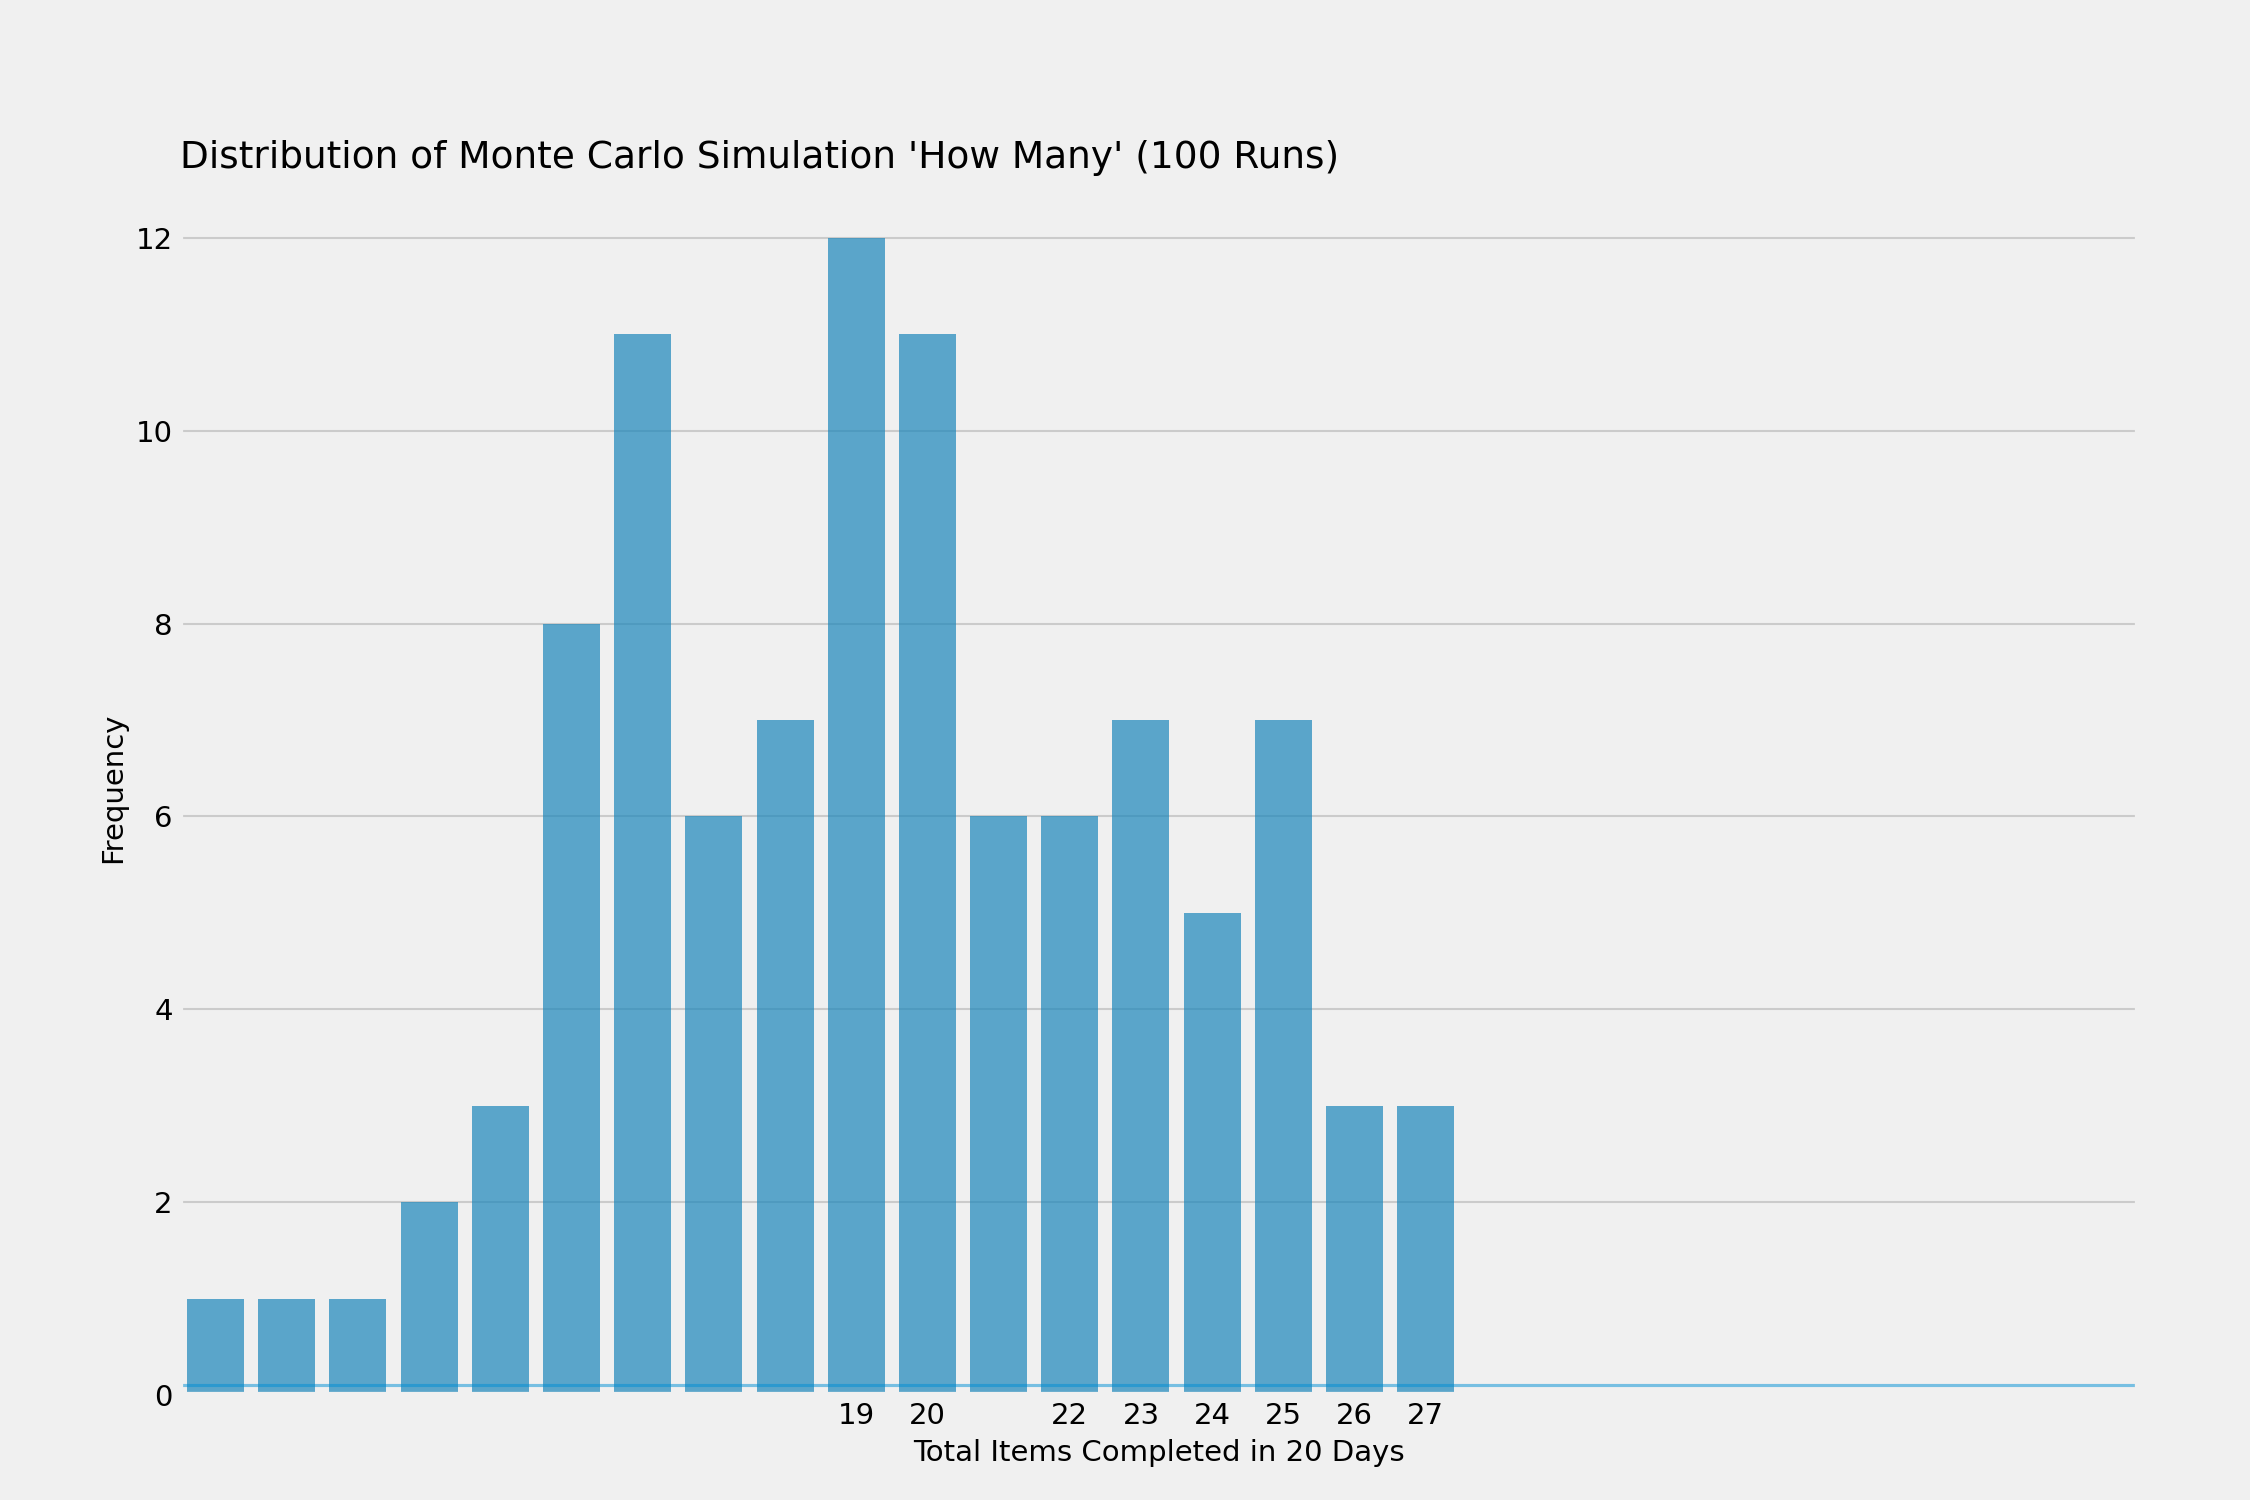 Distribution of Monte Carlo Simulation 'How Many' (100 Runs)
12
10
8
6
4
2
0
Frequency
19 20 22 23 24 25 26 27
Total Items Completed in 20 Days